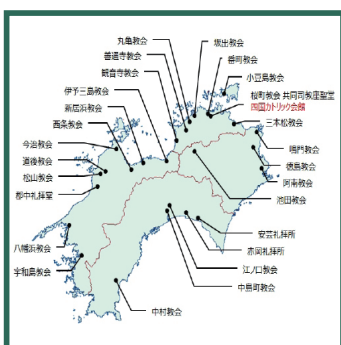 丸亀教会
善通寺教会
観音寺教会
伊予三島教会
新居浜教会
西条教会
今治教会
道後教会
松山教会
郡中礼拝堂
八幡浜教会
宇和島教会
坂出教会
番町教会
小豆島教会
桜町教会 共同司教座聖堂
四国カトリック会館
三本松教会
鳴門教会
徳島教会
阿南教会
池田教会
安芸礼拝所
赤岡礼拝所
江ノ口教会
中島町教会
中村教会